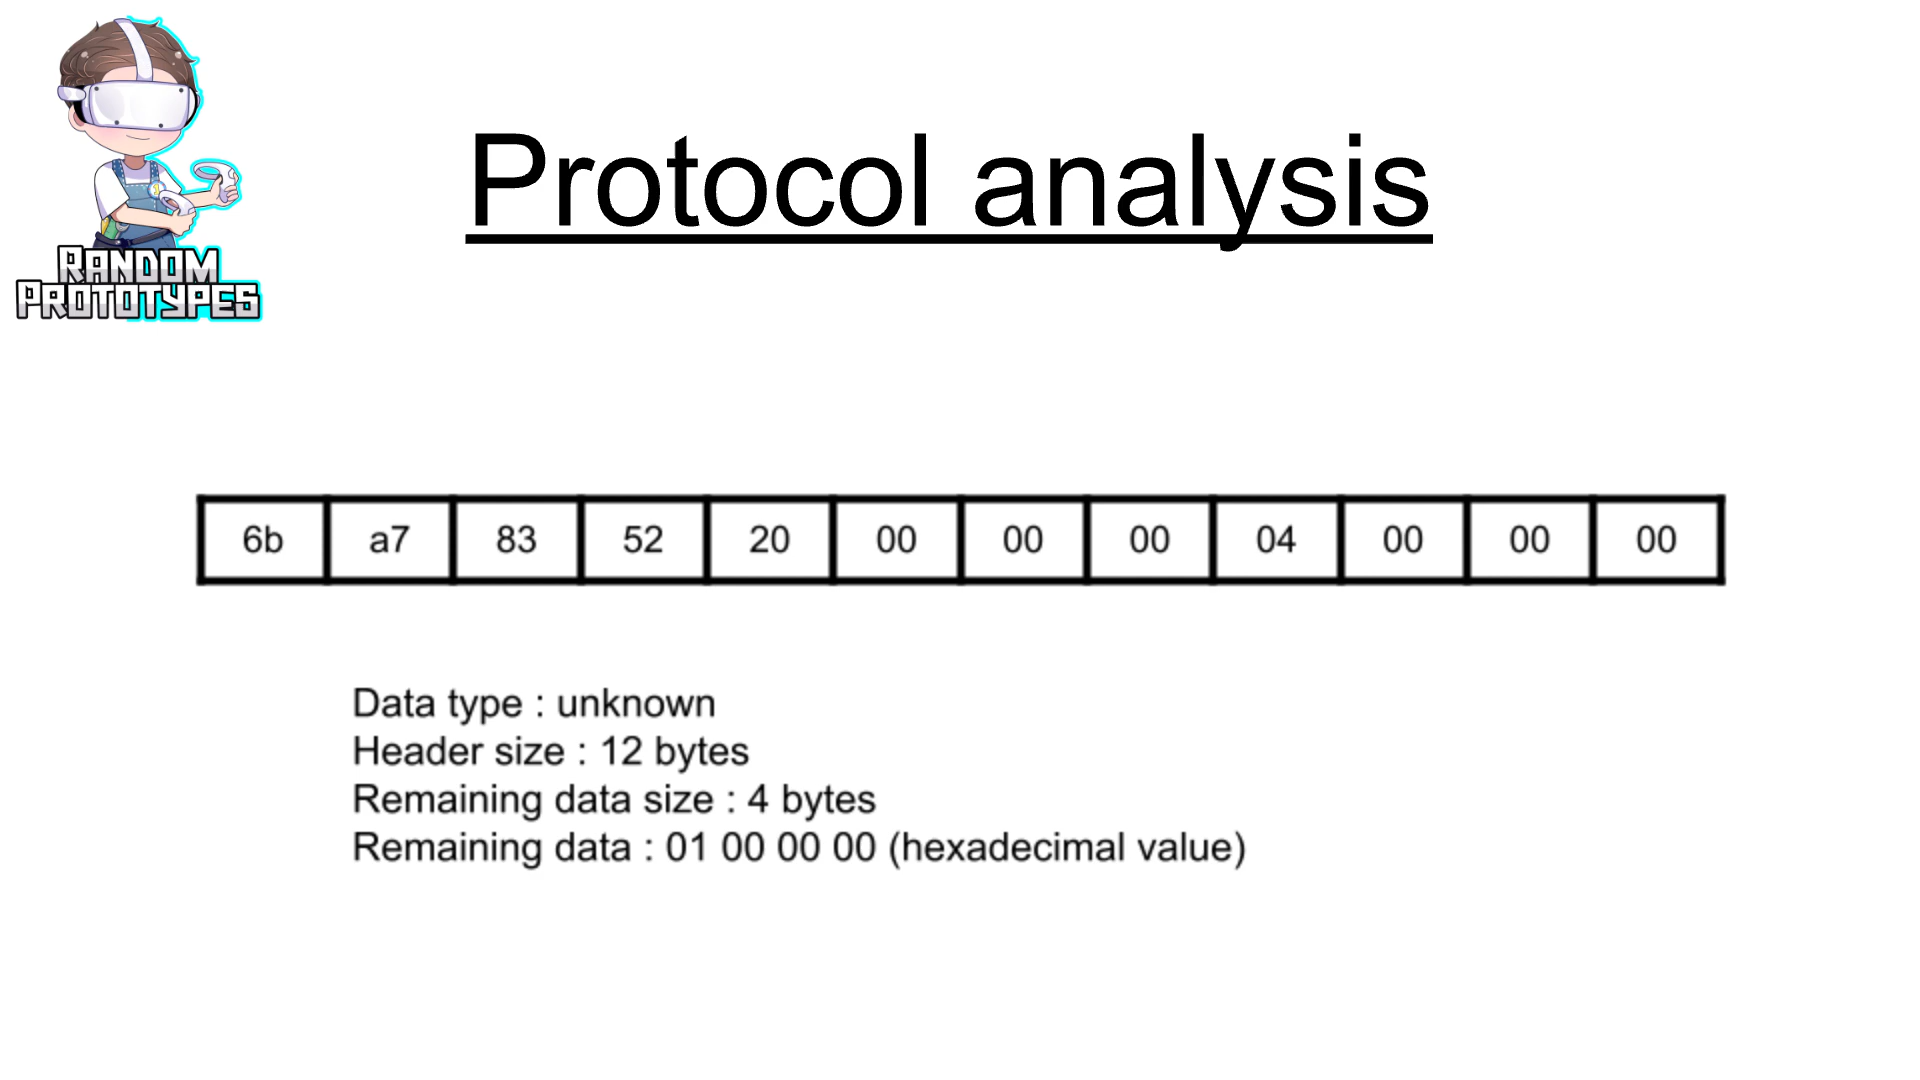 RANDOM
PROTOTYPES
Protocol analysis
6b a7 83 52 20 00 00 00 04 00 00 00
Data type : unknown
Header size : 12 bytes
Remaining data size : 4 bytes
Remaining data : 01 00 00 00 (hexadecimal value)